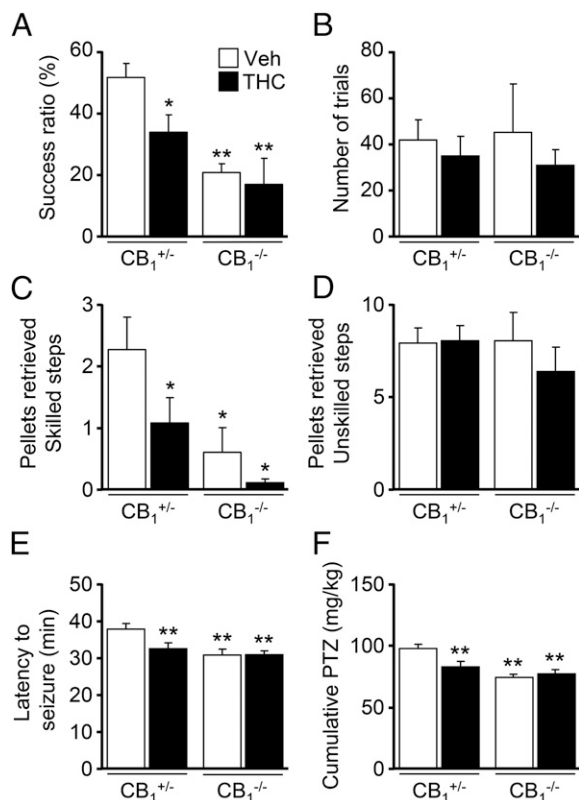 A
Success ratio (%)
60
40
20
0
Veh
THC
*
**
**
CB₁⁺/⁻
CB₁⁻/⁻
B
Number of trials
80
60
40
20
0
CB₁⁺/⁻
CB₁⁻/⁻
C
Pellets retrieved
Skilled steps
3
2
1
0
*
*
*
CB₁⁺/⁻
CB₁⁻/⁻
D
Pellets retrieved
Unskilled steps
10
5
0
CB₁⁺/⁻
CB₁⁻/⁻
E
Latency to
seizure (min)
50
40
30
20
10
0
**
**
**
CB₁⁺/⁻
CB₁⁻/⁻
F
Cumulative PTZ (mg/kg)
150
100
50
0
**
**
**
CB₁⁺/⁻
CB₁⁻/⁻